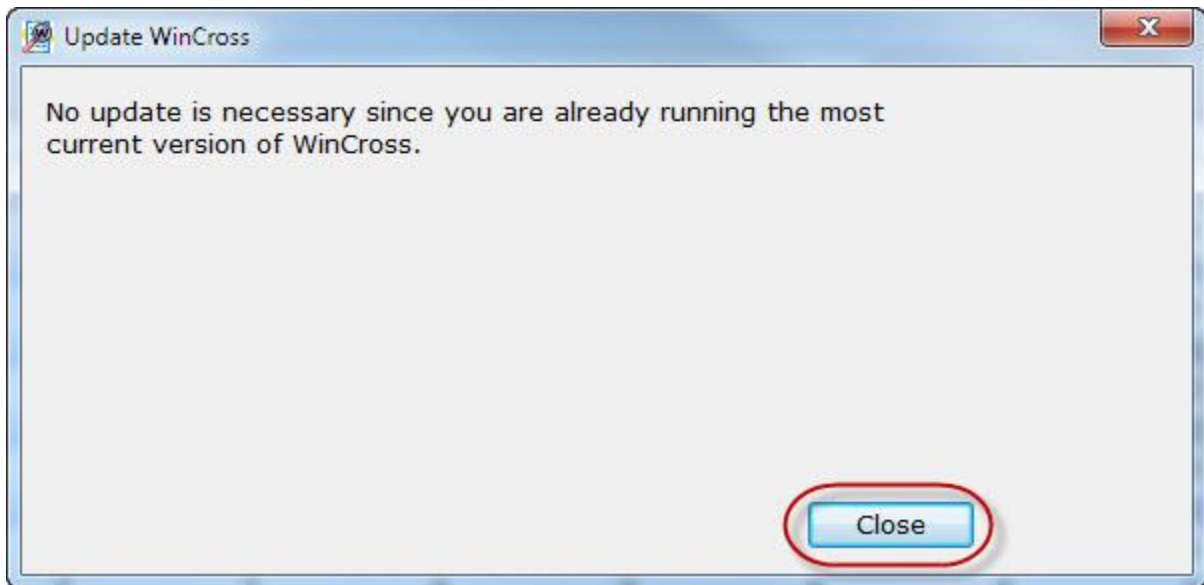 Update WinCross
No update is necessary since you are already running the most
current version of WinCross.
Close